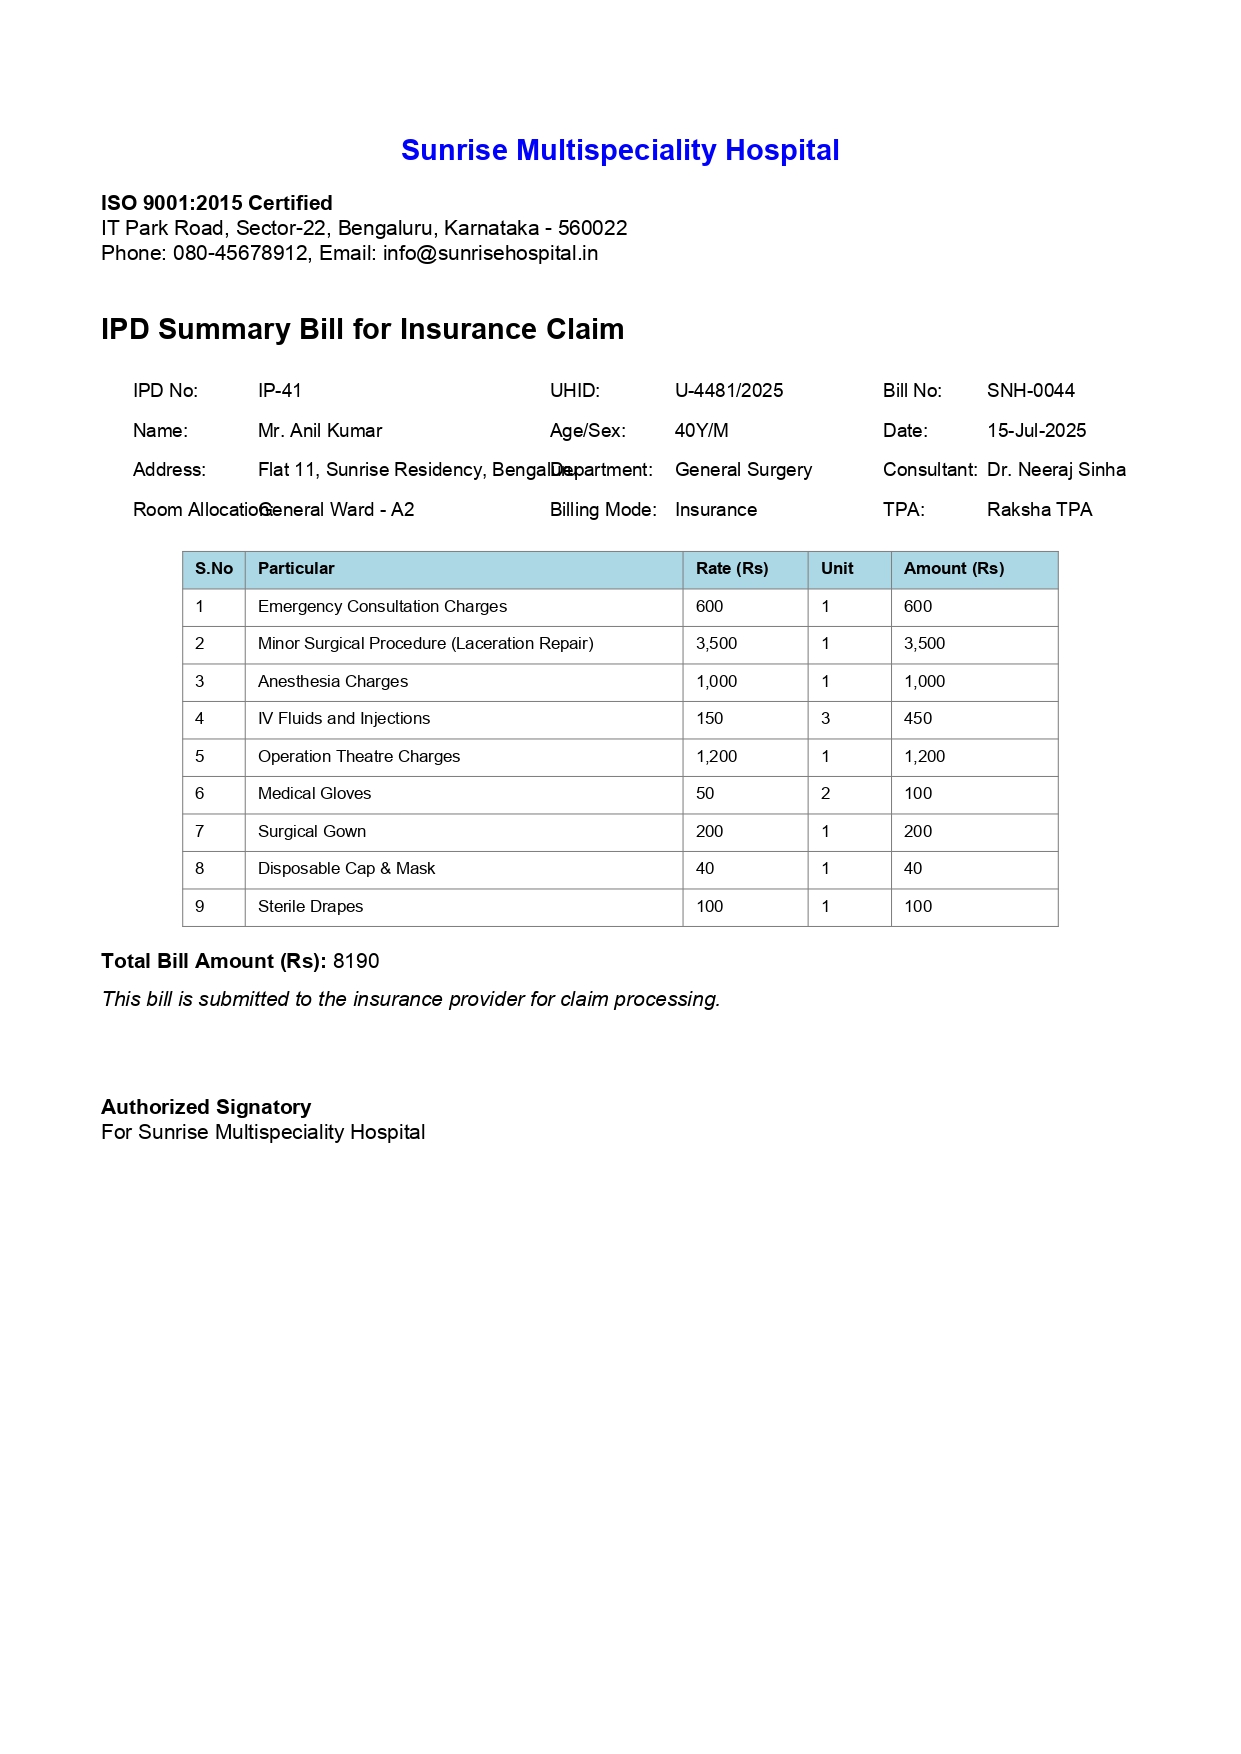 Sunrise Multispeciality Hospital
ISO 9001:2015 Certified
IT Park Road, Sector-22, Bengaluru, Karnataka - 560022
Phone: 080-45678912, Email: info@sunrisehospital.in
IPD Summary Bill for Insurance Claim
IPD No: IP-41 UHID: U-4481/2025 Bill No: SNH-0044
Name: Mr. Anil Kumar Age/Sex: 40Y/M Date: 15-Jul-2025
Address: Flat 11, Sunrise Residency, Bengaluru Department: General Surgery Consultant: Dr. Neeraj Sinha
Room Allocation: General Ward - A2 Billing Mode: Insurance TPA: Raksha TPA
S.No Particular Rate (Rs) Unit Amount (Rs)
1 Emergency Consultation Charges 600 1 600
2 Minor Surgical Procedure (Laceration Repair) 3,500 1 3,500
3 Anesthesia Charges 1,000 1 1,000
4 IV Fluids and Injections 150 3 450
5 Operation Theatre Charges 1,200 1 1,200
6 Medical Gloves 50 2 100
7 Surgical Gown 200 1 200
8 Disposable Cap & Mask 40 1 40
9 Sterile Drapes 100 1 100
Total Bill Amount (Rs): 8190
This bill is submitted to the insurance provider for claim processing.
Authorized Signatory
For Sunrise Multispeciality Hospital